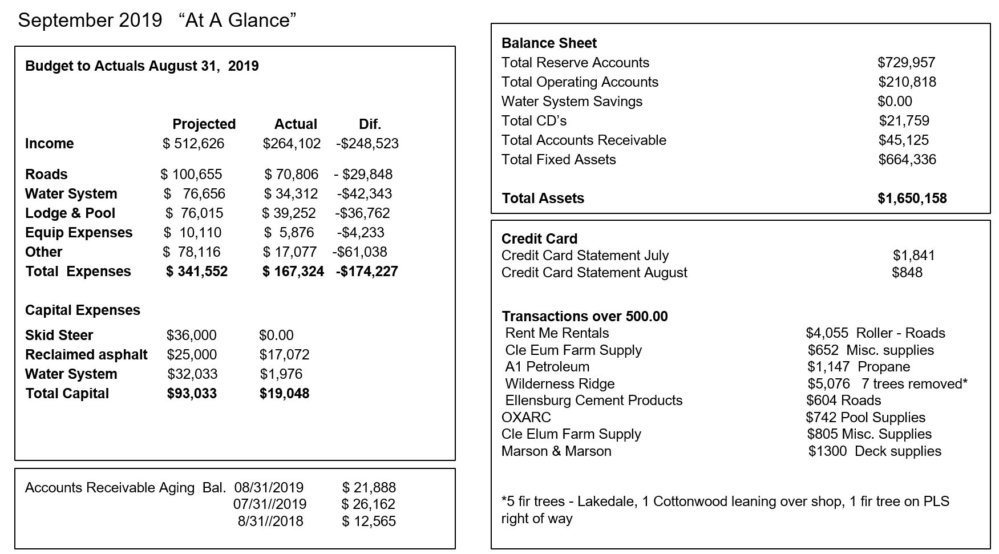 September 2019 “At A Glance”
Budget to Actuals August 31, 2019
Projected Actual Dif.
Income $ 512,626 $264,102 -$248,523
Roads $ 100,655 $ 70,806 - $29,848
Water System $ 76,656 $ 34,312 -$42,343
Lodge & Pool $ 76,015 $ 39,252 -$36,762
Equip Expenses $ 10,110 $ 5,876 -$4,233
Other $ 78,116 $ 17,077 -$61,038
Total Expenses $ 341,552 $ 167,324 -$174,227
Capital Expenses
Skid Steer $36,000 $0.00
Reclaimed asphalt $25,000 $17,072
Water System $32,033 $1,976
Total Capital $93,033 $19,048
Accounts Receivable Aging Bal. 08/31/2019 $ 21,888
07/31//2019 $ 26,162
8/31//2018 $ 12,565
Balance Sheet
Total Reserve Accounts $729,957
Total Operating Accounts $210,818
Water System Savings $0.00
Total CD’s $21,759
Total Accounts Receivable $45,125
Total Fixed Assets $664,336
Total Assets $1,650,158
Credit Card
Credit Card Statement July $1,841
Credit Card Statement August $848
Transactions over 500.00
Rent Me Rentals $4,055 Roller - Roads
Cle Eum Farm Supply $652 Misc. supplies
A1 Petroleum $1,147 Propane
Wilderness Ridge $5,076 7 trees removed*
Ellensburg Cement Products $604 Roads
OXARC $742 Pool Supplies
Cle Elum Farm Supply $805 Misc. Supplies
Marson & Marson $1300 Deck supplies
*5 fir trees - Lakedale, 1 Cottonwood leaning over shop, 1 fir tree on PLS
right of way